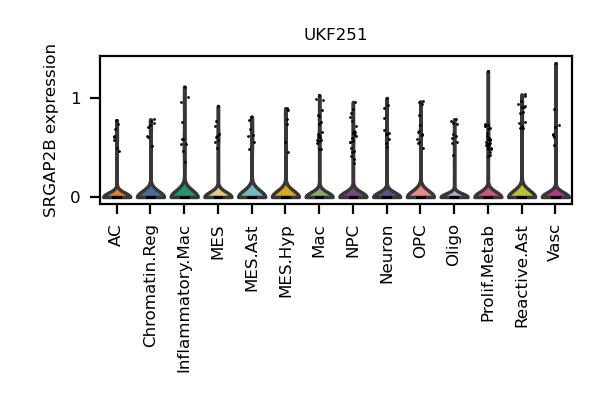 UKF251
SRGAP2B expression
1
0
AC
Chromatin.Reg
Inflammatory.Mac
MES
MES.Ast
MES.Hyp
Mac
NPC
Neuron
OPC
Oligo
Prolif.Metab
Reactive.Ast
Vasc